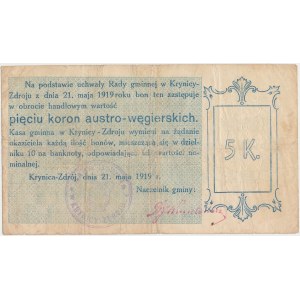 Na podstawie uchwały Rady gminnej w Krynicy-
Zdroju z dnia 21. maja 1919 roku bon ten zastępuje
w obrocie handlowym wartość
pięciu koron austro-węgierskich.
Kasa gminna w Krynicy-Zdroju wymieni na żądanie
okaziciela każdą ilość bonów, mieszczącą się w dziel-
niku 10 na banknoty, odpowiadające ich wartości no-
minalnej.
Krynica-Zdrój, dnia 21. maja 1919 r.
Naczelnik gminy:
5 K.